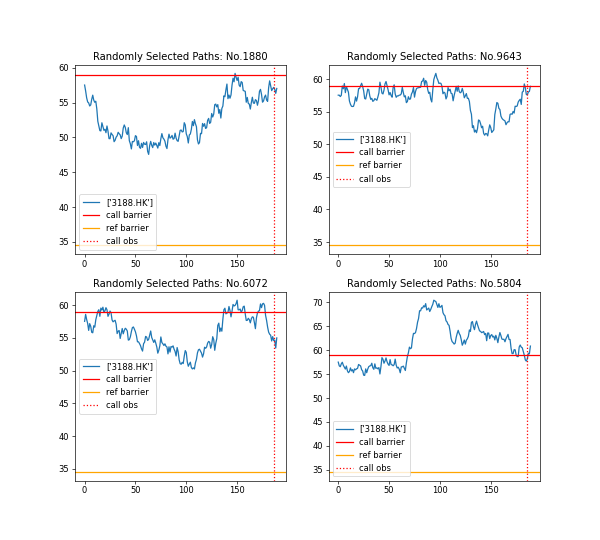 Randomly Selected Paths: No.1880
60
55
50
45
40
35
['3188.HK']
call barrier
ref barrier
call obs
0 50 100 150
Randomly Selected Paths: No.9643
60
55
50
45
40
35
['3188.HK']
call barrier
ref barrier
call obs
0 50 100 150
Randomly Selected Paths: No.6072
60
55
50
45
40
35
['3188.HK']
call barrier
ref barrier
call obs
0 50 100 150
Randomly Selected Paths: No.5804
70
65
60
55
50
45
40
35
['3188.HK']
call barrier
ref barrier
call obs
0 50 100 150